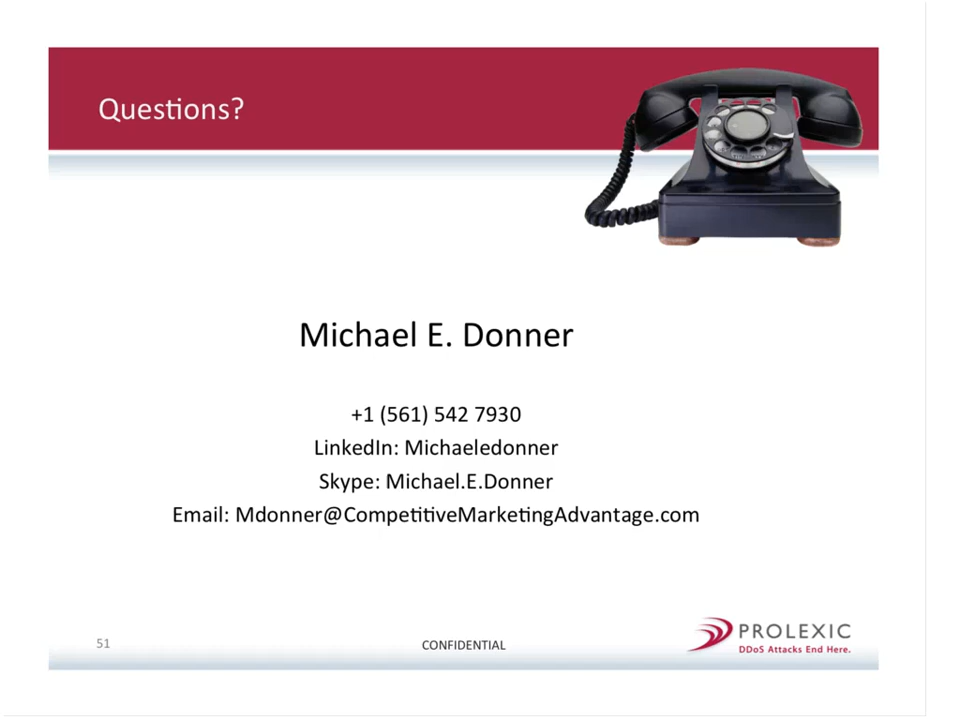 Questions?
Michael E. Donner
+1 (561) 542 7930
LinkedIn: Michaeledonner
Skype: Michael.E.Donner
Email: Mdonner@CompetitiveMarketingAdvantage.com
51
CONFIDENTIAL
PROLEXIC
DDoS Attacks End Here.